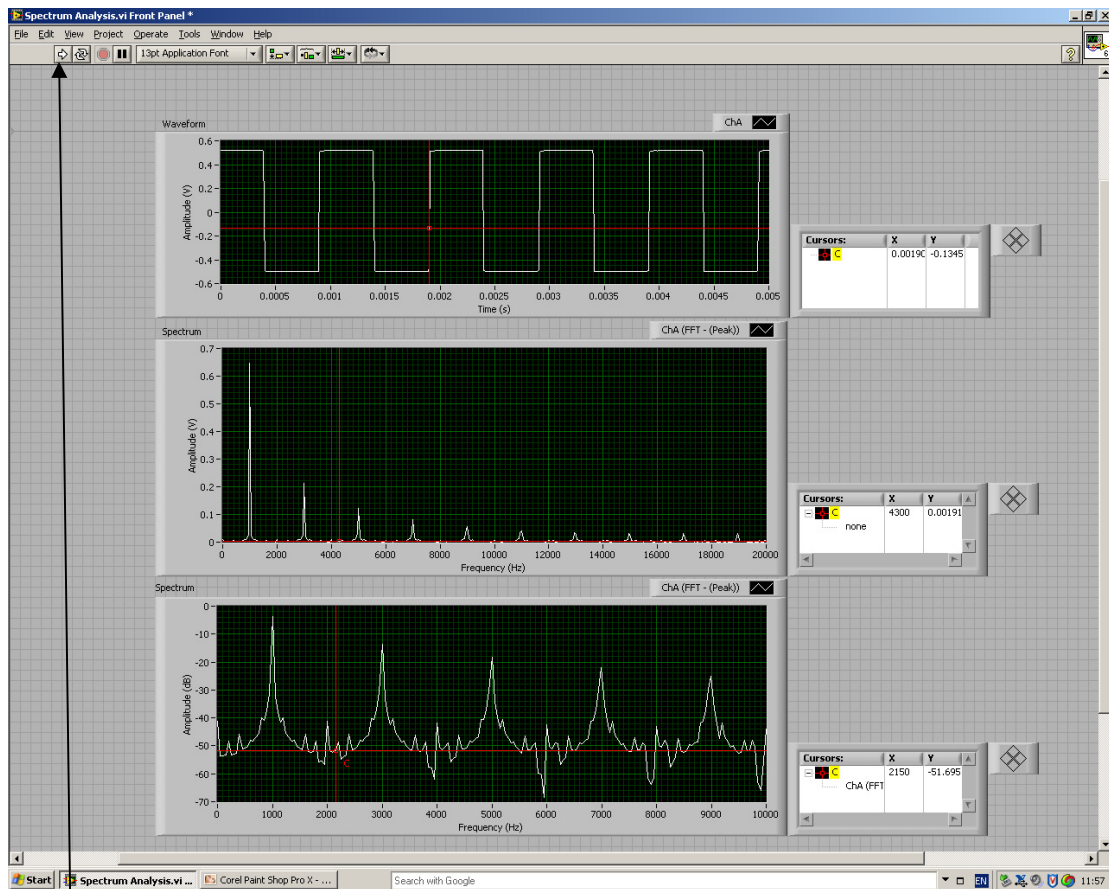 Spectrum Analysis.vi Front Panel *
File Edit View Project Operate Tools Window Help
13pt Application Font
?
6
Waveform
ChA
0.6
0.4
0.2
0
-0.2
-0.4
-0.6
Amplitude (V)
0 0.0005 0.001 0.0015 0.002 0.0025 0.003 0.0035 0.004 0.0045 0.005
Time (s)
Cursors: X Y
C 0.00190 -0.1345
Spectrum
ChA (FFT - (Peak))
0.7
0.6
0.5
0.4
0.3
0.2
0.1
0
Amplitude (V)
0 2000 4000 6000 8000 10000 12000 14000 16000 18000 20000
Frequency (Hz)
Cursors: X Y
C 4300 0.00191
none
Spectrum
ChA (FFT - (Peak))
0
-10
-20
-30
-40
-50
-60
-70
Amplitude (dB)
C
0 1000 2000 3000 4000 5000 6000 7000 8000 9000 10000
Frequency (Hz)
Cursors: X Y
C 2150 -51.695
ChA (FFT
Start Spectrum Analysis.vi ... Corel Paint Shop Pro X - ... Search with Google EN 11:57